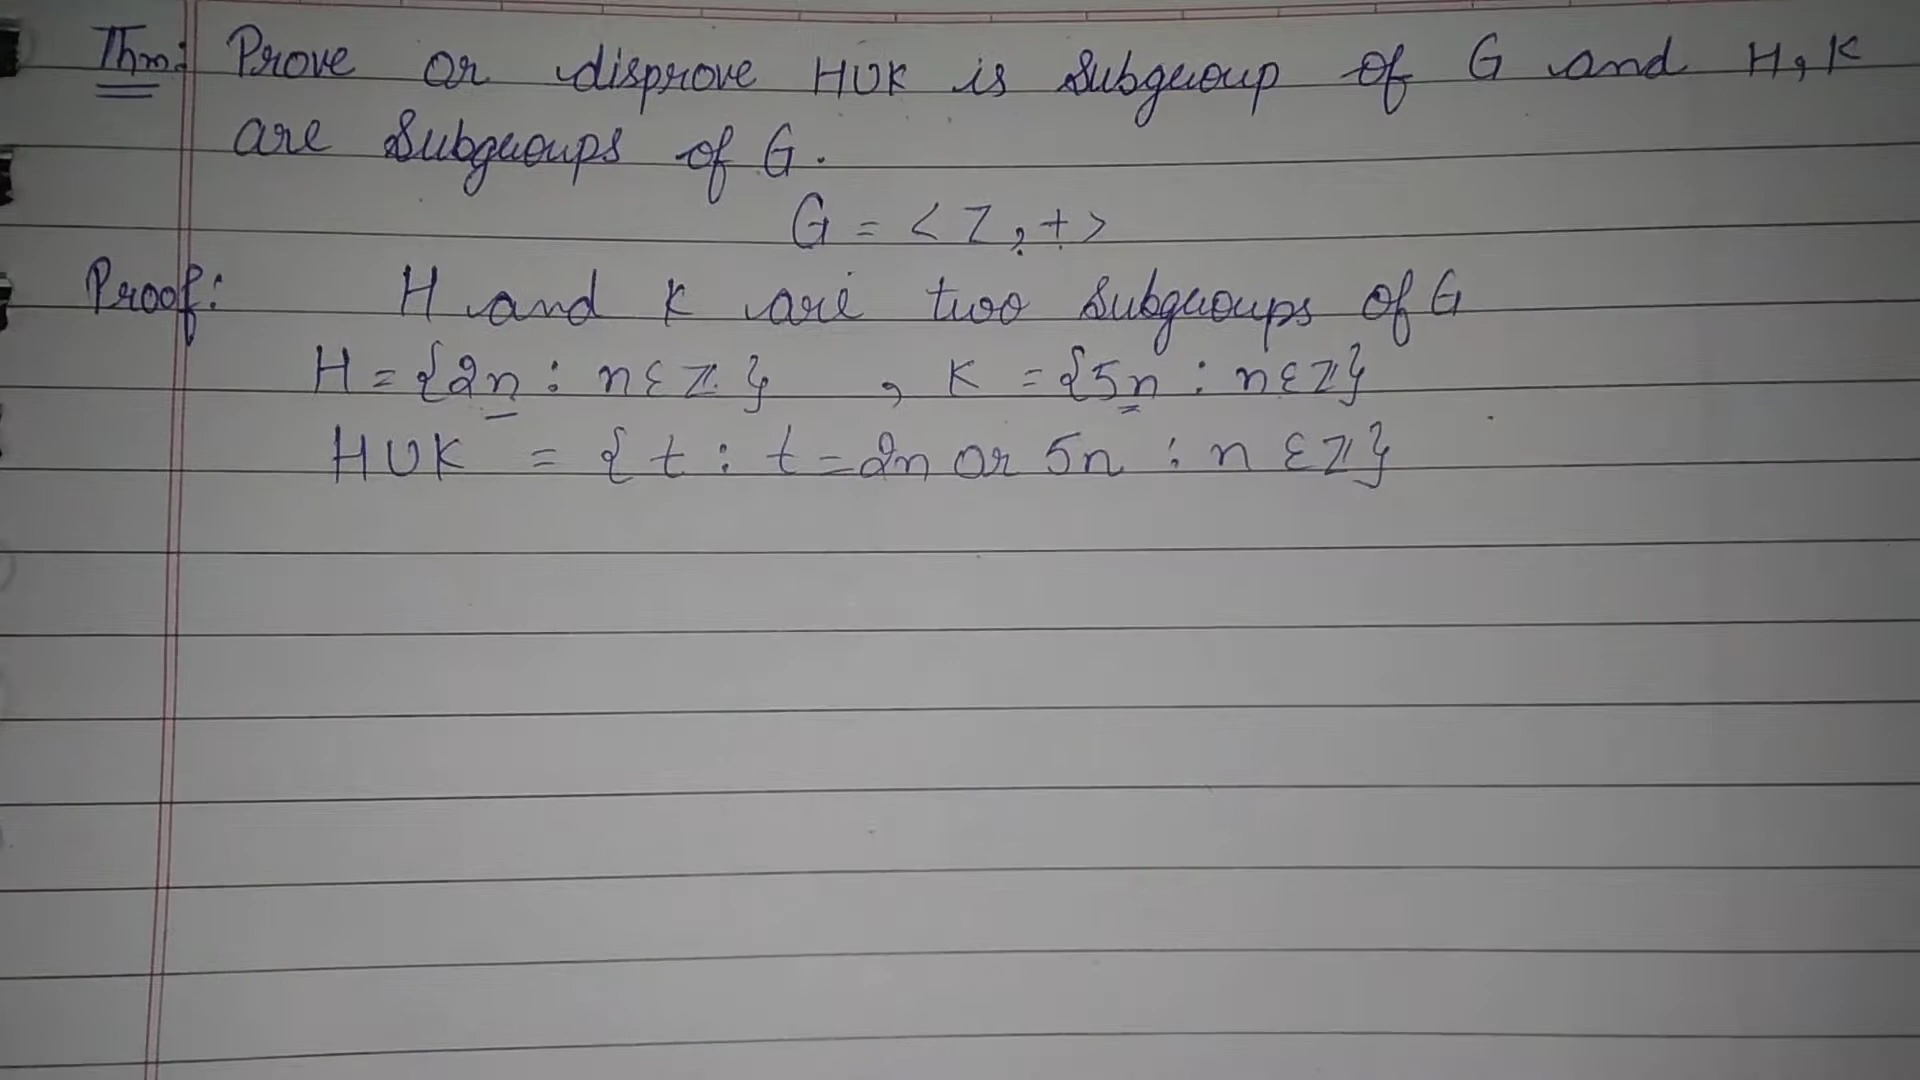 Thm: Prove or disprove HUK is Subgroup of G and H, K
are Subgroups of G.
G = < Z, + >
Proof: H and K are two Subgroups of G
H = {2n : n ε Z } , K = {5n : n ε Z}
HUK = { t : t = 2n or 5n : n ε Z}